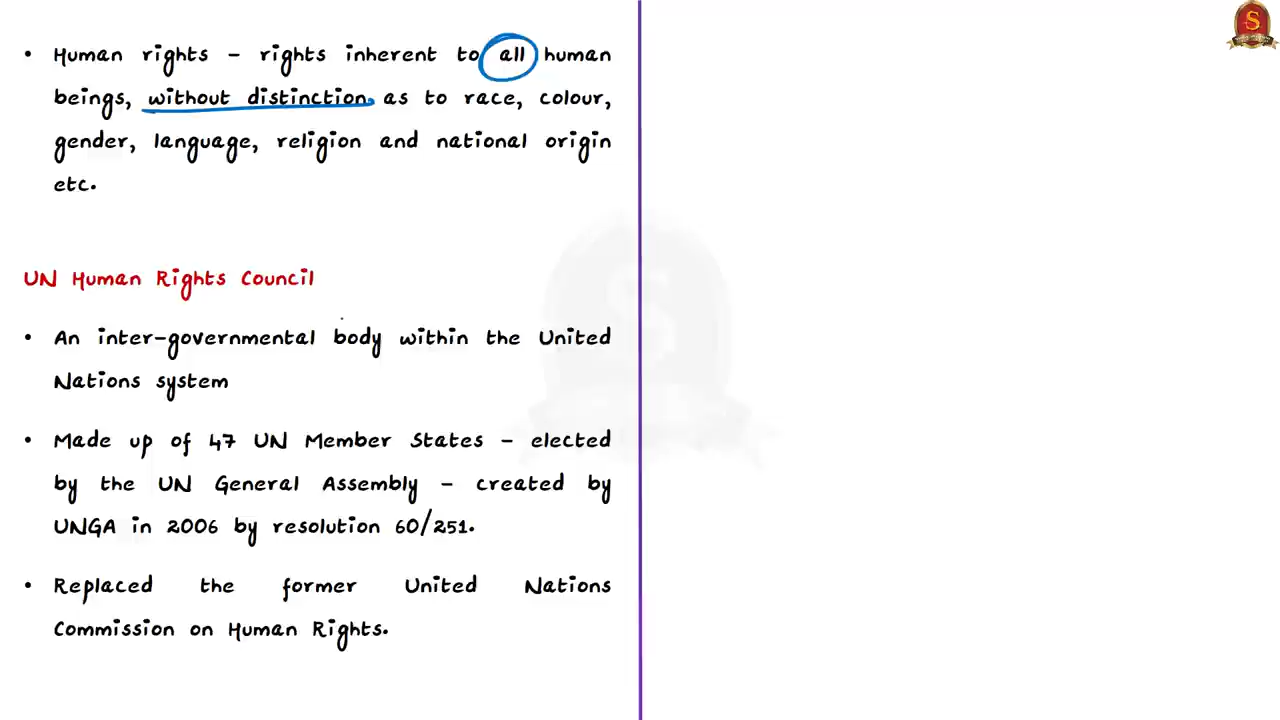 • Human rights – rights inherent to all human
beings, without distinction as to race, colour,
gender, language, religion and national origin
etc.
UN Human Rights Council
• An inter-governmental body within the United
Nations system
• Made up of 47 UN Member States – elected
by the UN General Assembly – created by
UNGA in 2006 by resolution 60/251.
• Replaced the former United Nations
Commission on Human Rights.
S
S